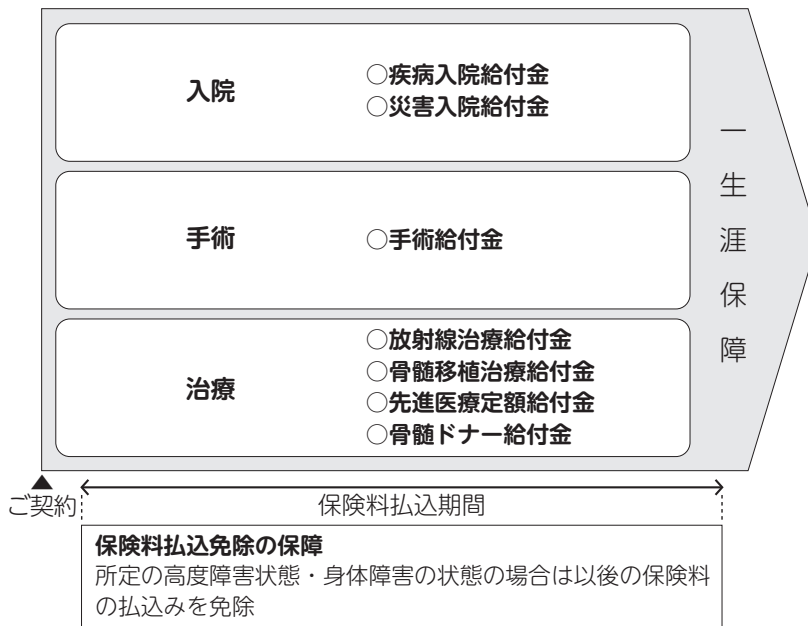 入院
○疾病入院給付金
○災害入院給付金
手術
○手術給付金
治療
○放射線治療給付金
○骨髄移植治療給付金
○先進医療定額給付金
○骨髄ドナー給付金
一生涯保障
ご契約
保険料払込期間
保険料払込免除の保障
所定の高度障害状態・身体障害の状態の場合は以後の保険料
の払込みを免除